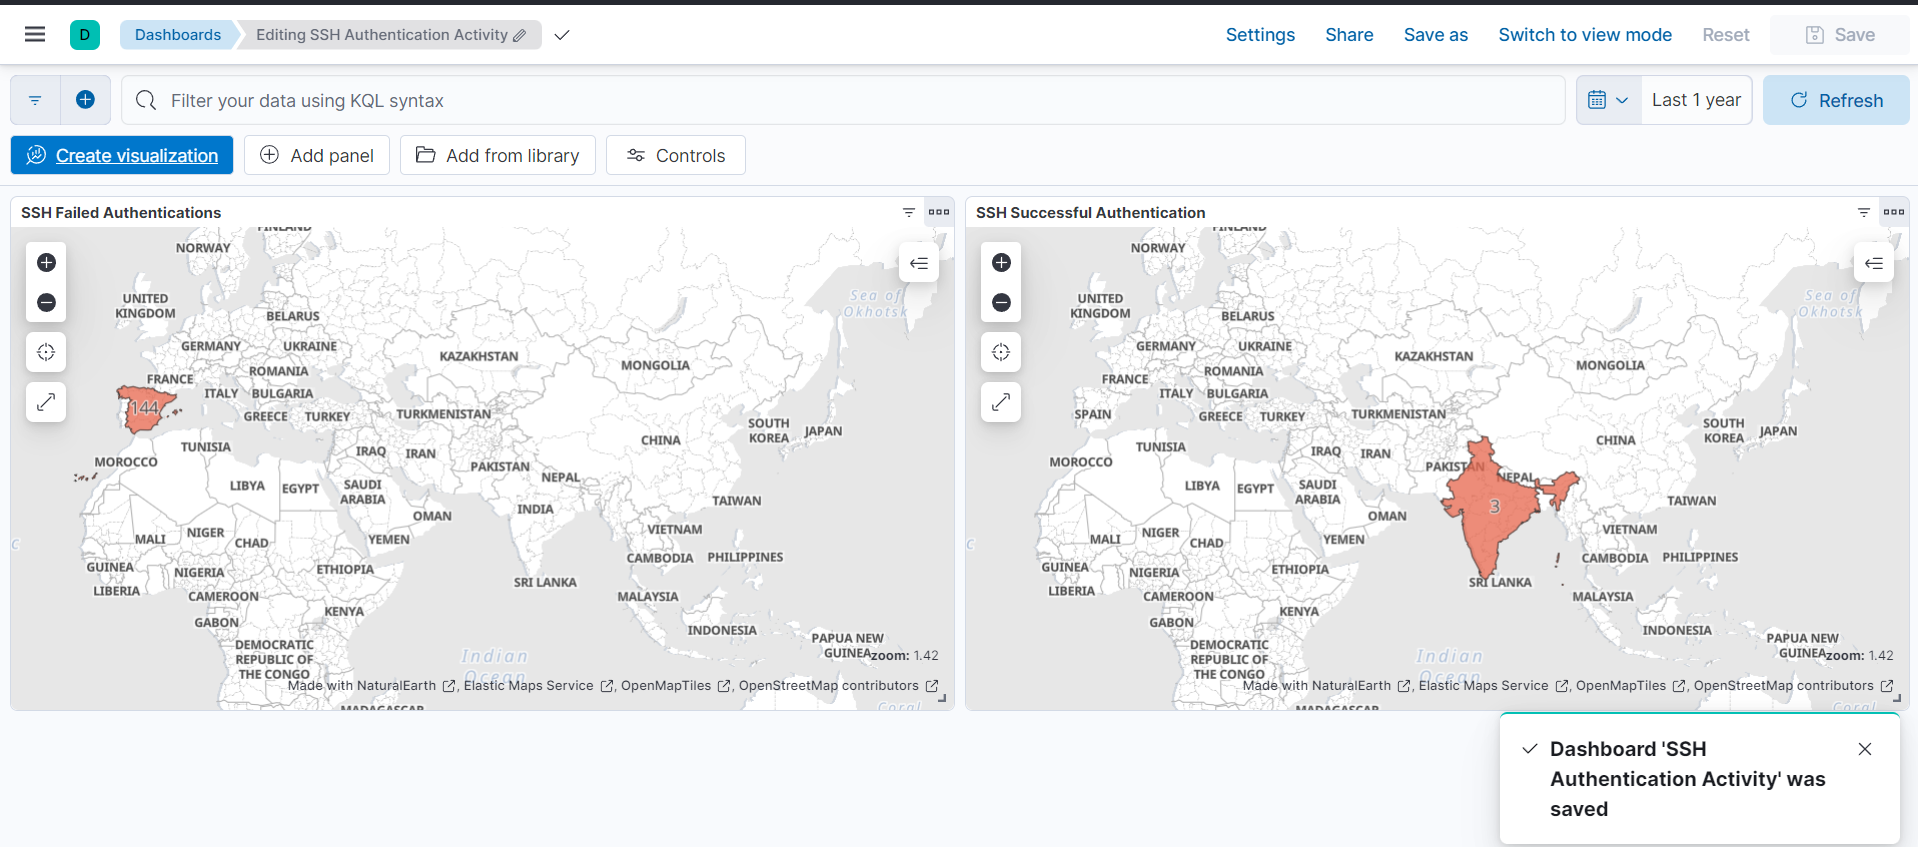 D
Dashboards
Editing SSH Authentication Activity
Settings
Share
Save as
Switch to view mode
Reset
Save
Filter your data using KQL syntax
Last 1 year
Refresh
Create visualization
Add panel
Add from library
Controls
SSH Failed Authentications
FINLAND
NORWAY
Sea of
Okhotsk
UNITED
KINGDOM
BELARUS
GERMANY
UKRAINE
KAZAKHSTAN
MONGOLIA
ROMANIA
FRANCE
ITALY
BULGARIA
144
GREECE
TURKEY
TURKMENISTAN
SOUTH
KOREA
JAPAN
CHINA
TUNISIA
MOROCCO
IRAQ
IRAN
PAKISTAN
NEPAL
LIBYA
EGYPT
SAUDI
ARABIA
TAIWAN
OMAN
INDIA
VIETNAM
MALI
NIGER
CHAD
YEMEN
CAMBODIA
PHILIPPINES
GUINEA
NIGERIA
ETHIOPIA
SRI LANKA
LIBERIA
CAMEROON
MALAYSIA
KENYA
GABON
INDONESIA
DEMOCRATIC
REPUBLIC OF
THE CONGO
PAPUA NEW
GUINEA
Indian
Ocean
zoom: 1.42
Made with NaturalEarth , Elastic Maps Service , OpenMapTiles , OpenStreetMap contributors
MADAGASCAR
Coral
SSH Successful Authentication
FINLAND
NORWAY
Sea of
Okhotsk
UNITED
KINGDOM
BELARUS
GERMANY
UKRAINE
KAZAKHSTAN
MONGOLIA
ROMANIA
FRANCE
ITALY
BULGARIA
SPAIN
GREECE
TURKEY
TURKMENISTAN
SOUTH
KOREA
JAPAN
CHINA
TUNISIA
MOROCCO
IRAQ
IRAN
PAKISTAN
NEPAL
LIBYA
EGYPT
SAUDI
ARABIA
TAIWAN
OMAN
3
VIETNAM
MALI
NIGER
CHAD
YEMEN
CAMBODIA
PHILIPPINES
GUINEA
NIGERIA
ETHIOPIA
SRI LANKA
LIBERIA
CAMEROON
MALAYSIA
KENYA
GABON
INDONESIA
DEMOCRATIC
REPUBLIC OF
THE CONGO
PAPUA NEW
GUINEA
Indian
Ocean
zoom: 1.42
Made with NaturalEarth , Elastic Maps Service , OpenMapTiles , OpenStreetMap contributors
MADAGASCAR
Coral
Dashboard 'SSH
Authentication Activity' was
saved